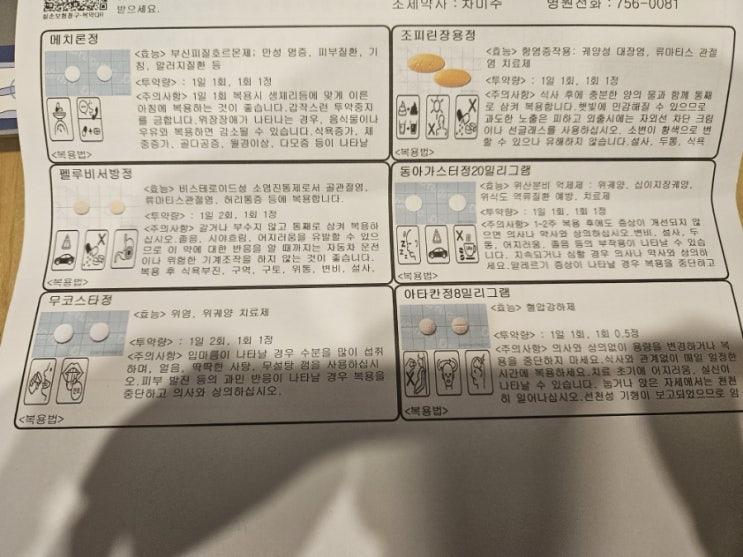 실손보험청구-먹약대!
받으세요.
조제약사 : 차미수
병원전화 : 756-0081
메치론정
<효능> 부신피질호르몬제; 만성 염증, 피부질환, 기
침, 알러지질환 등
<투약량> : 1일 1회, 1회 1정
<주의사항> 1일 1회 복용시 생체리듬에 맞게 이른
아침에 복용하는 것이 좋습니다.갑작스런 투약중지
를 금합니다.위장장애가 나타나는 경우, 음식물이나
우유와 복용하면 감소될 수 있습니다.식욕증가, 체
중증가, 골다공증, 월경이상, 다모증 등이 나타날
<복용법>
조피린장용정
<효능> 항염증작용: 궤양성 대장염, 류마티스 관절
염 치료제
<투약량> : 1일 1회, 1회 1정
<주의사항> 식사 후에 충분한 양의 물과 함께 통째
로 삼켜 복용합니다.햇빛에 민감해질 수 있으므로
과도한 노출은 피하고 외출시에는 자외선 차단 크림
이나 선글래스를 사용하십시오. 소변이 황색으로 변
할 수 있으나 유해하지 않습니다.설사, 두통, 식욕
<복용법>
펠루비서방정
<효능> 비스테로이드성 소염진통제로서 골관절염,
류마티스관절염, 허리통증 등에 복용합니다.
<투약량> : 1일 2회, 1회 1정
<주의사항> 갈거나 부수지 않고 통째로 삼켜 복용하
십시오.졸음, 시야흐림, 어지러움을 유발할 수 있으
므로 이 약에 대한 반응을 알 때까지는 자동차 운전
이나 위험한 기계조작을 하지 않는 것이 좋습니다.
복용 후 식욕부진, 구역, 구토, 위통, 변비, 설사,
<복용법>
동아가스터정20밀리그램
<효능> 위산분비 억제제 : 위궤양, 십이지장궤양,
위식도 역류질환 예방, 치료제
<투약량> : 1일 1회, 1회 1정
<주의사항> 1-2주 복용 후에도 증상이 개선되지 않
으면 의사나 약사와 상의하십시오.변비, 설사, 두
통, 어지러움, 졸음 등의 부작용이 나타날 수 있습
니다. 지속되거나 심할 경우 의사나 약사와 상의하
세요.알레르기 증상이 나타날 경우 복용을 중단하고
<복용법>
무코스타정
<효능> 위염, 위궤양 치료제
<투약량> : 1일 2회, 1회 1정
<주의사항> 입마름이 나타날 경우 수분을 많이 섭취
하며, 얼음, 딱딱한 사탕, 무설탕 껌을 사용하십시
오.피부 발진 등의 과민 반응이 나타날 경우 복용을
중단하고 의사와 상의하십시오.
<복용법>
아타칸정8밀리그램
<효능> 혈압강하제
<투약량> : 1일 1회, 1회 0.5정
<주의사항> 의사와 상의없이 용량을 변경하거나 복
용을 중단하지 마세요.식사와 관계없이 매일 일정한
시간에 복용하세요.치료 초기에 어지러움, 실신이
나타날 수 있습니다. 눕거나 앉은 자세에서는 천천
히 일어나십시오.선천성 기형이 보고되었으므로 임
<복용법>